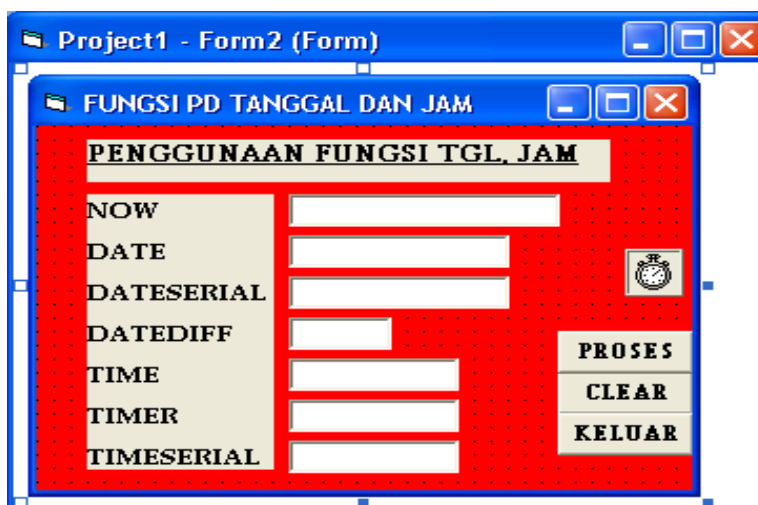 Project1 - Form2 (Form)
FUNGSI PD TANGGAL DAN JAM
PENGGUNAAN FUNGSI TGL, JAM
NOW
DATE
DATESERIAL
DATEDIFF
PROSES
TIME
CLEAR
TIMER
KELUAR
TIMESERIAL